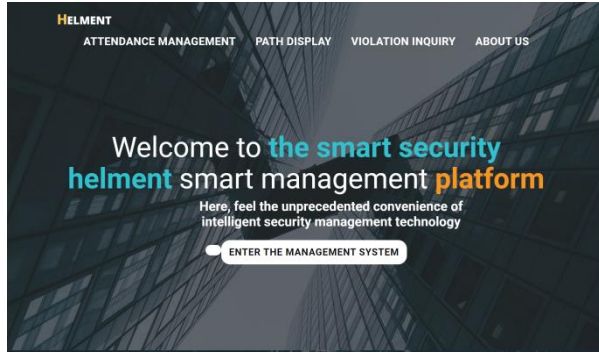 HELMENT
ATTENDANCE MANAGEMENT PATH DISPLAY VIOLATION INQUIRY ABOUT US
Welcome to the smart security
helment smart management platform
Here, feel the unprecedented convenience of
intelligent security management technology
ENTER THE MANAGEMENT SYSTEM